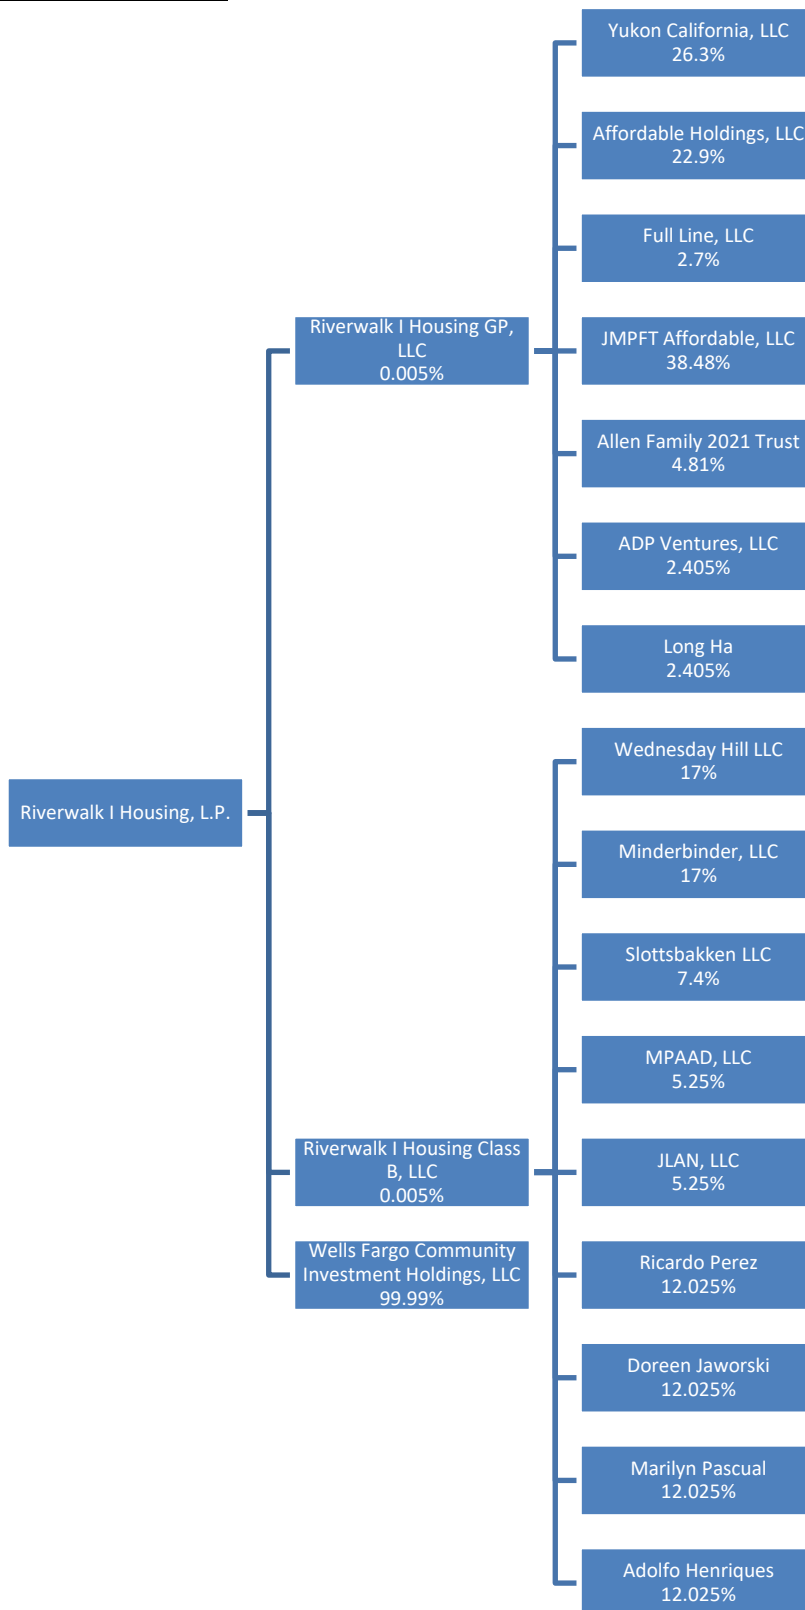 Yukon California, LLC
26.3%
Affordable Holdings, LLC
22.9%
Full Line, LLC
2.7%
Riverwalk I Housing GP,
LLC
0.005%
JMPFT Affordable, LLC
38.48%
Allen Family 2021 Trust
4.81%
ADP Ventures, LLC
2.405%
Long Ha
2.405%
Riverwalk I Housing, L.P.
Wednesday Hill LLC
17%
Minderbinder, LLC
17%
Slottsbakken LLC
7.4%
MPAAD, LLC
5.25%
Riverwalk I Housing Class
B, LLC
0.005%
JLAN, LLC
5.25%
Wells Fargo Community
Investment Holdings, LLC
99.99%
Ricardo Perez
12.025%
Doreen Jaworski
12.025%
Marilyn Pascual
12.025%
Adolfo Henriques
12.025%